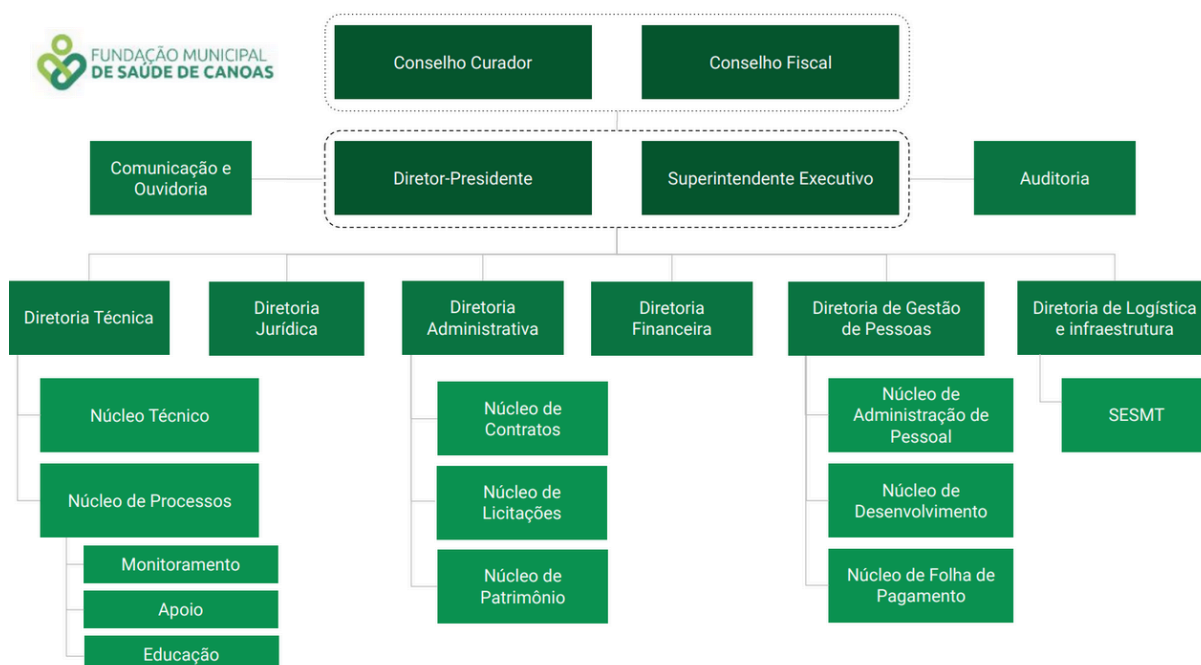 FUNDAÇÃO MUNICIPAL
DE SAÚDE DE CANOAS
Conselho Curador
Conselho Fiscal
Comunicação e
Ouvidoria
Diretor-Presidente
Superintendente Executivo
Auditoria
Diretoria Técnica
Diretoria
Jurídica
Diretoria
Administrativa
Diretoria
Financeira
Diretoria de Gestão
de Pessoas
Diretoria de Logística
e infraestrutura
Núcleo Técnico
Núcleo de Processos
Monitoramento
Apoio
Educação
Núcleo de
Contratos
Núcleo de
Licitações
Núcleo de
Patrimônio
Núcleo de
Administração de
Pessoal
Núcleo de
Desenvolvimento
Núcleo de Folha de
Pagamento
SESMT